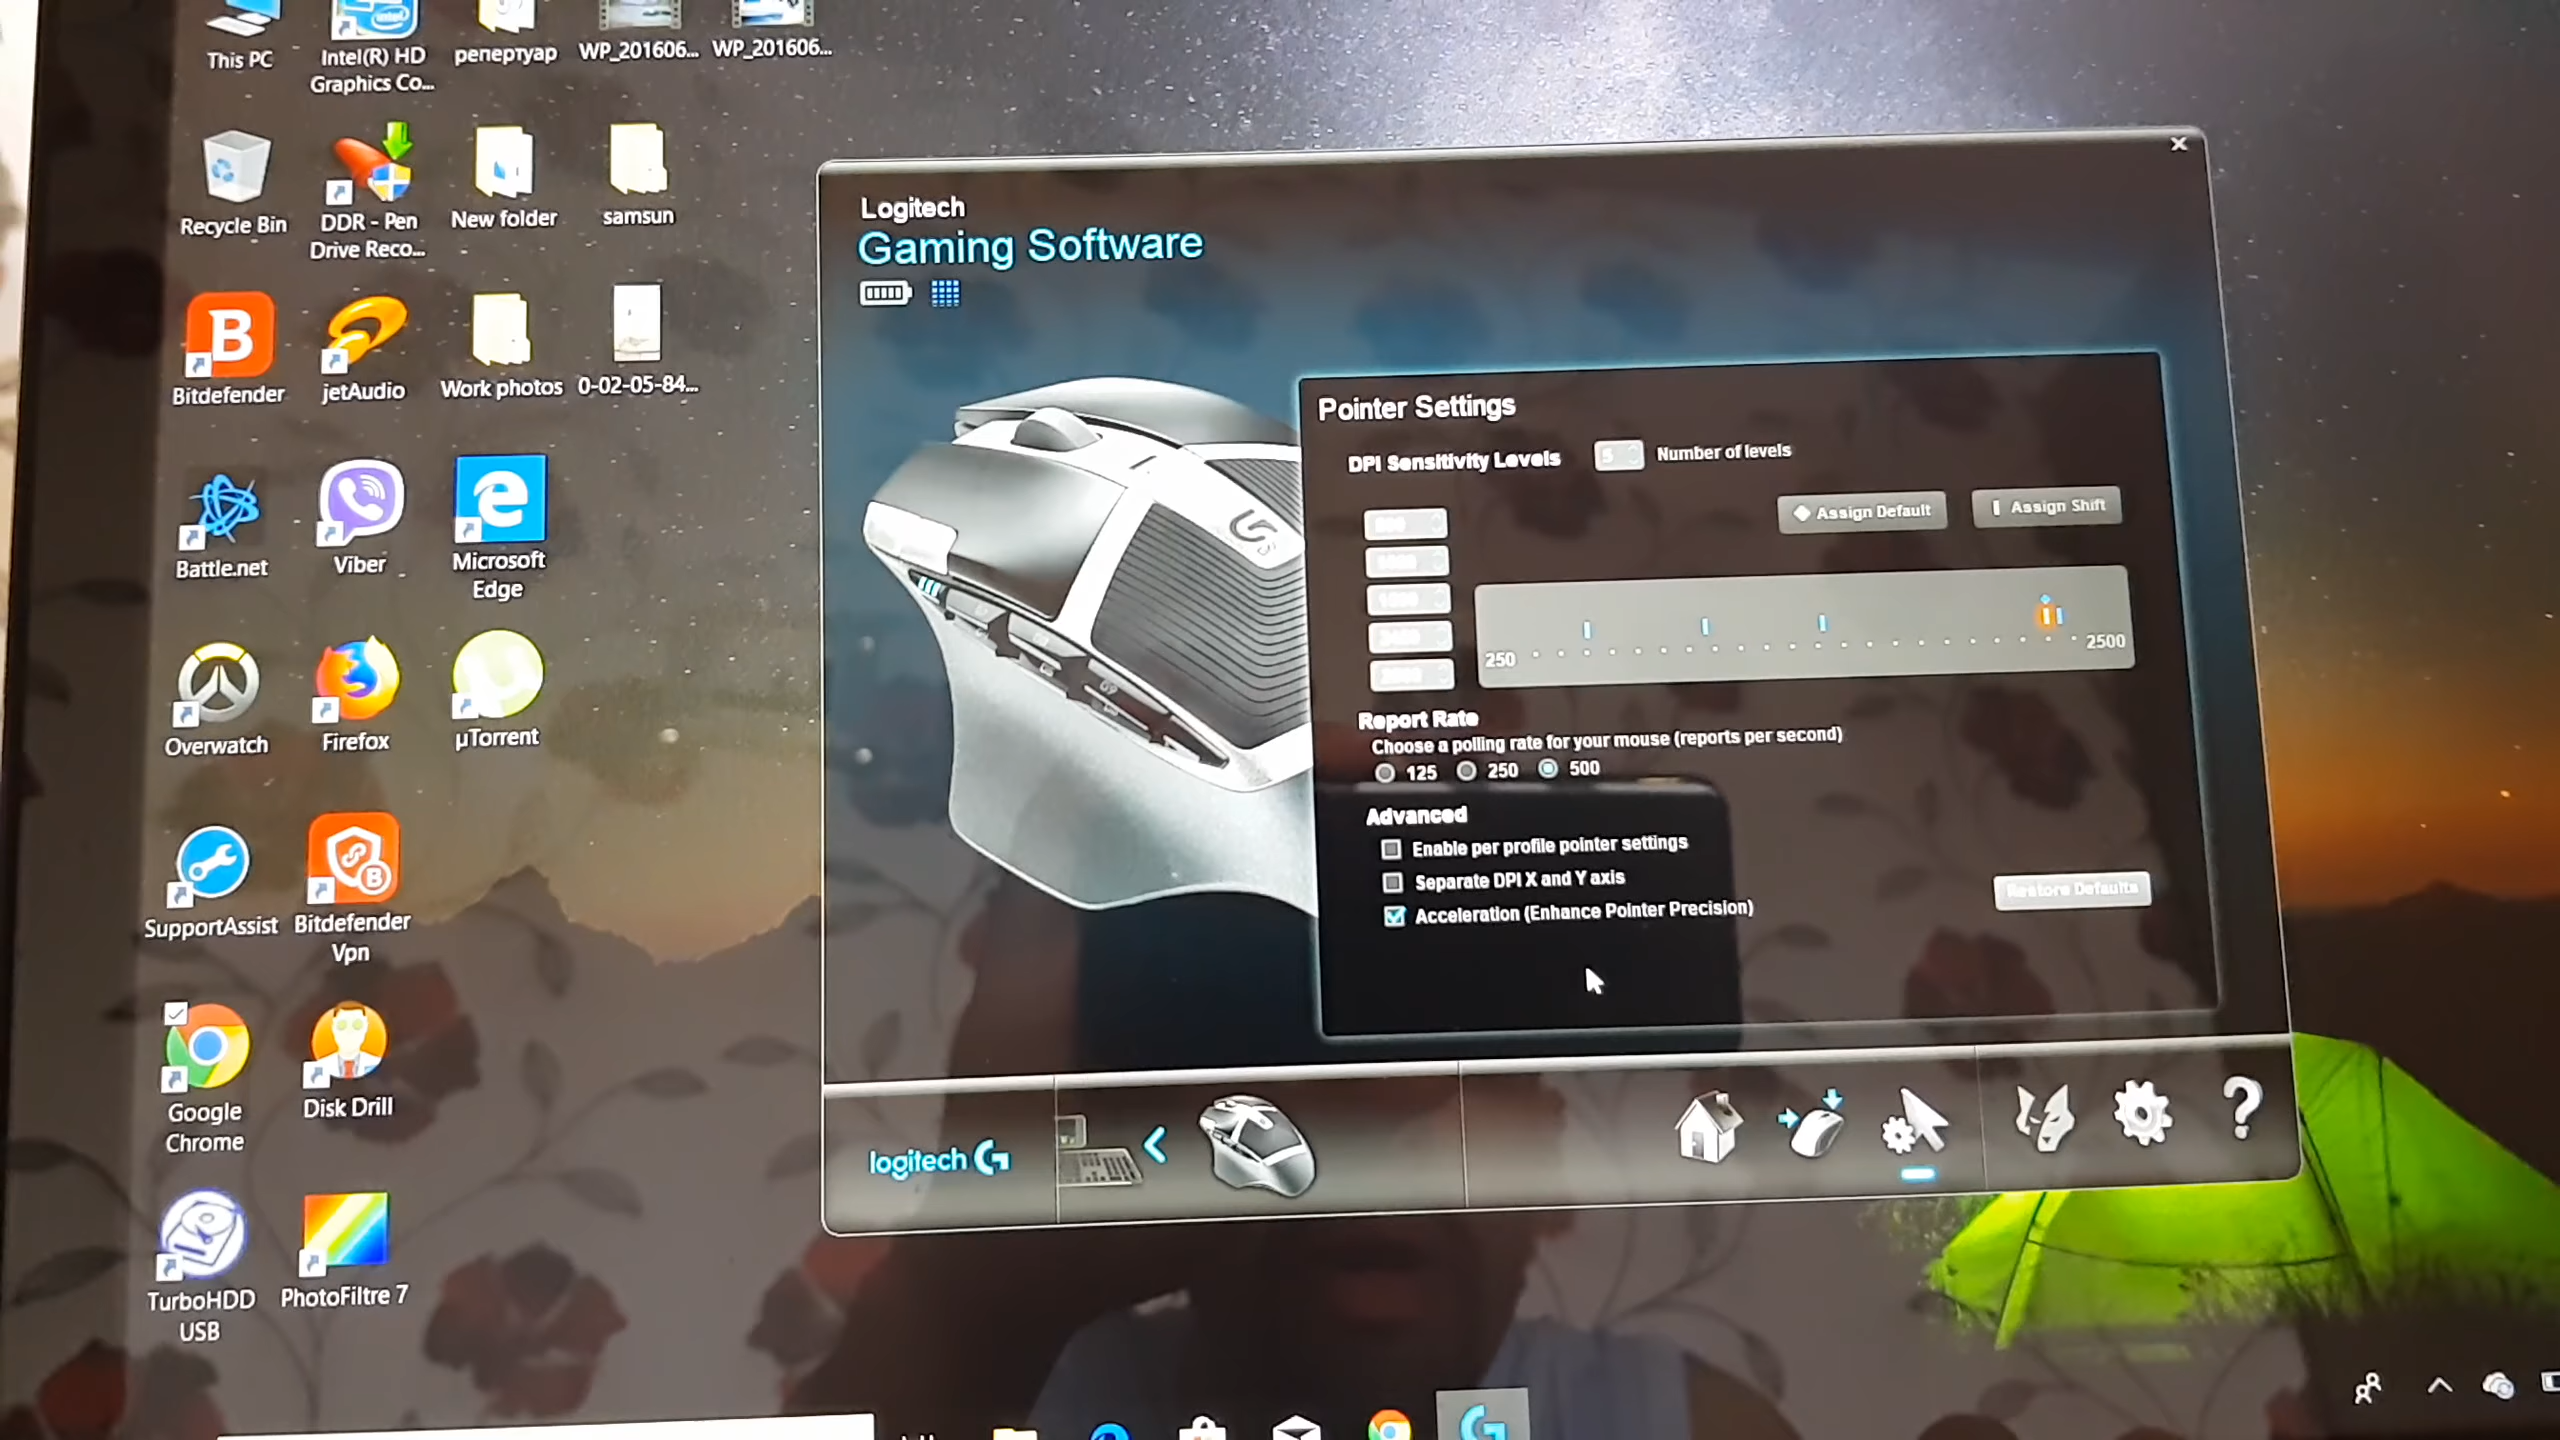 This PC
Intel(R) HD
Graphics Co...
репертуар
WP_201606...
WP_201606...
Recycle Bin
DDR - Pen
Drive Reco...
New folder
samsun
Bitdefender
jetAudio
Work photos
0-02-05-84...
Battle.net
Viber
Microsoft
Edge
Overwatch
Firefox
µTorrent
SupportAssist
Bitdefender
Vpn
Google
Chrome
Disk Drill
TurboHDD
USB
PhotoFiltre 7
Logitech
Gaming Software
Pointer Settings
DPI Sensitivity Levels
5
Number of levels
Assign Default
Assign Shift
250
2500
Report Rate
Choose a polling rate for your mouse (reports per second)
125 250 500
Advanced
Enable per profile pointer settings
Separate DPI X and Y axis
Acceleration (Enhance Pointer Precision)
Restore Defaults
logitech G